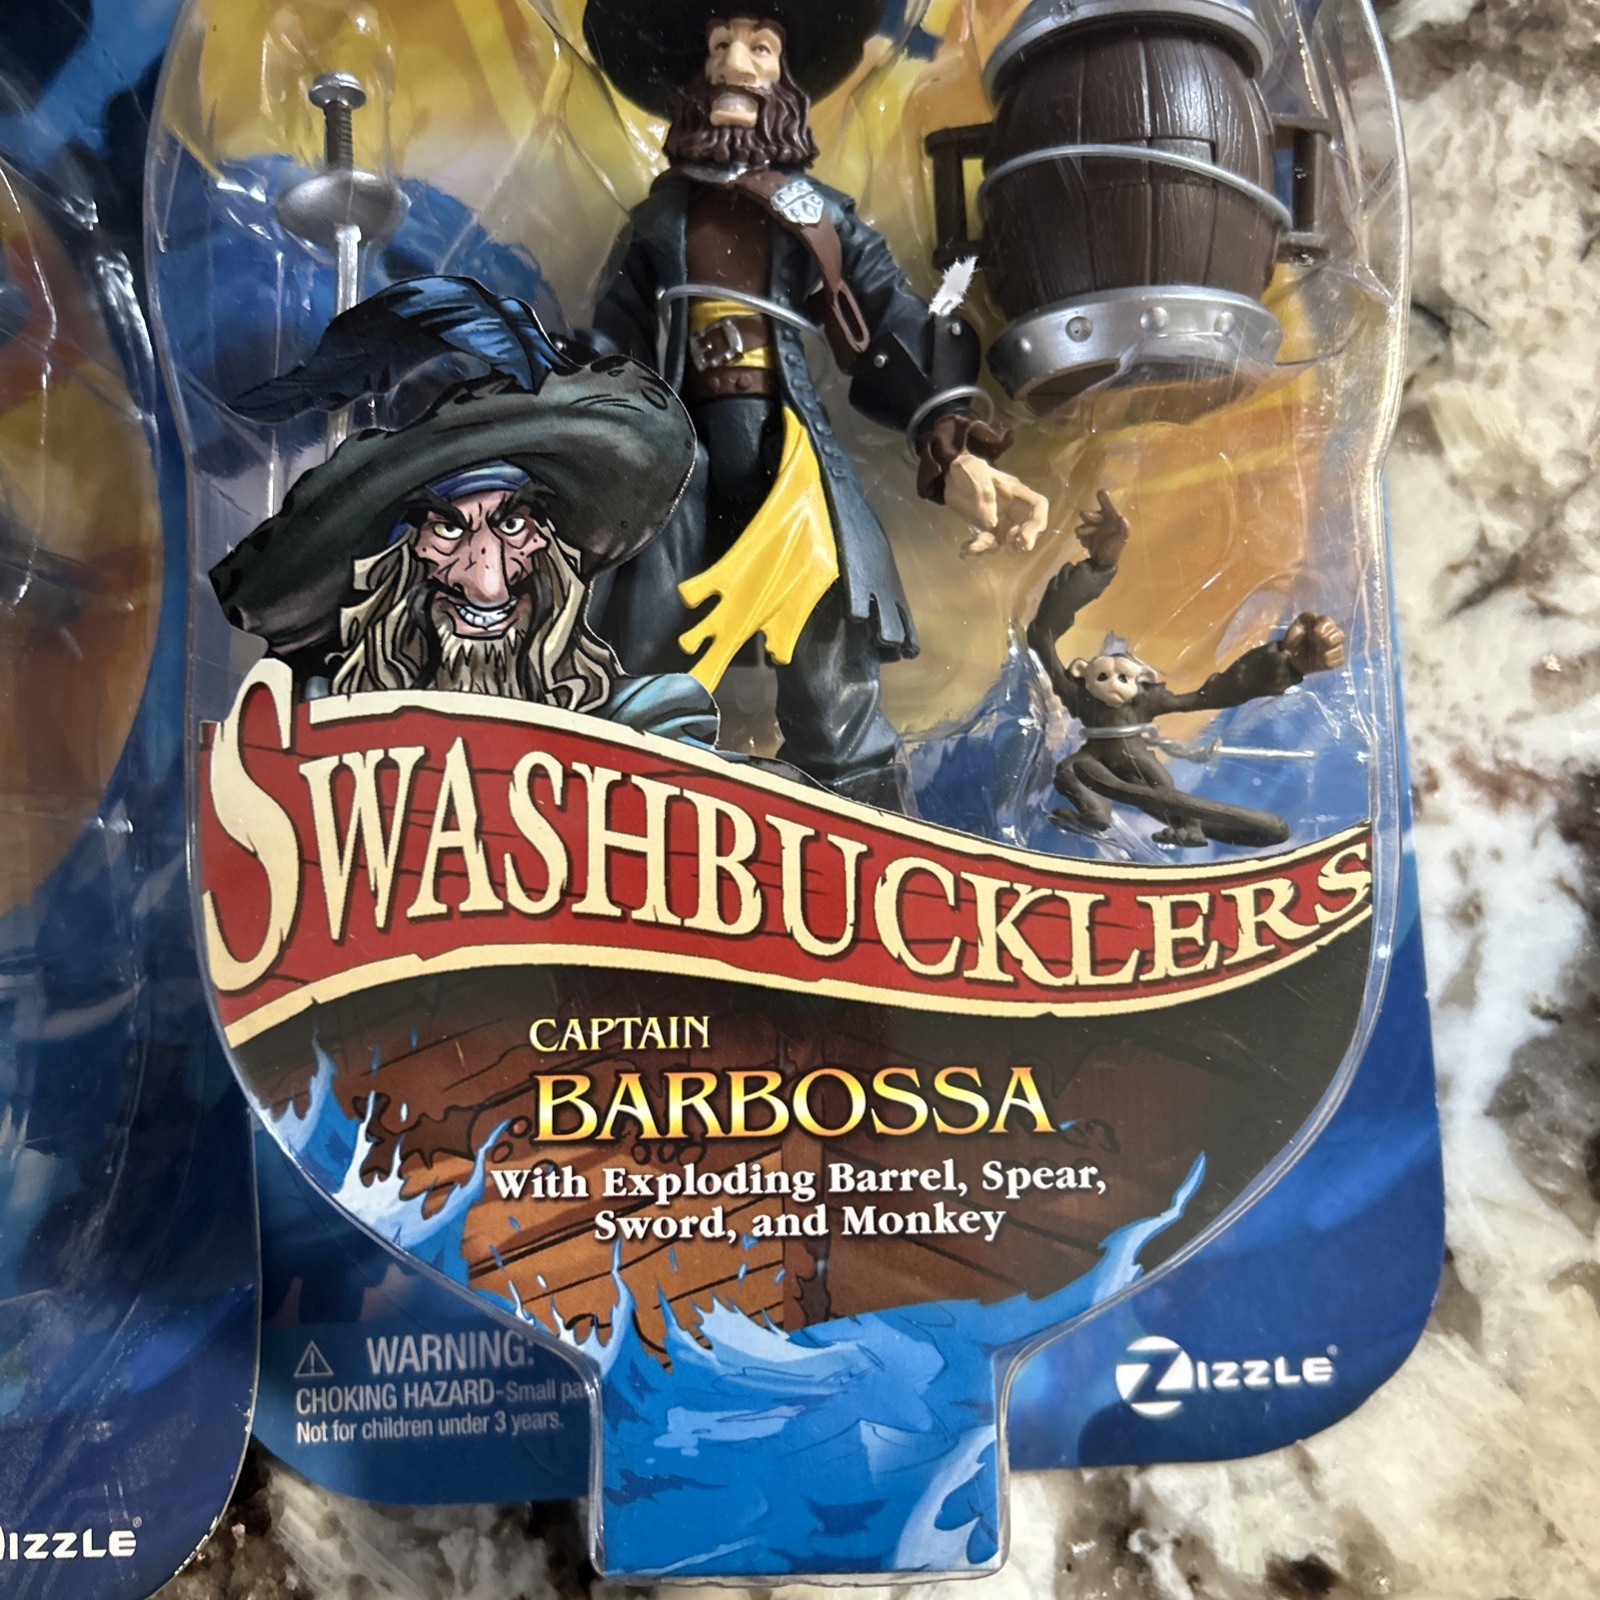 SWASHBUCKLERS
CAPTAIN
BARBOSSA
With Exploding Barrel, Spear,
Sword, and Monkey
WARNING:
CHOKING HAZARD-Small pa
Not for children under 3 years.
ZIZZLE®
IZZLE®